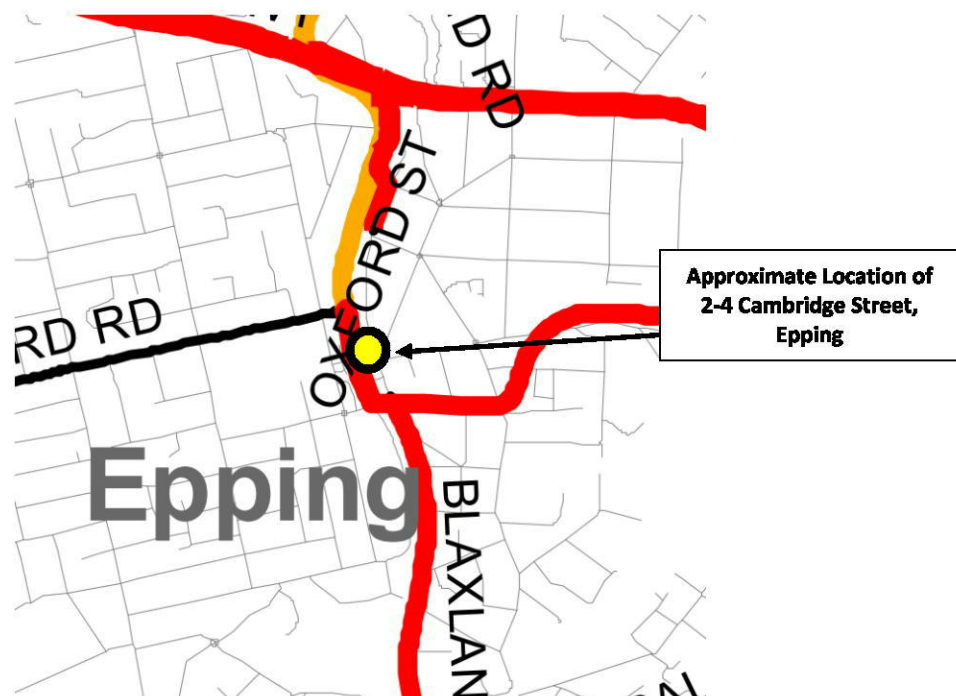 D RD
OXFORD ST
RD RD
Approximate Location of
2-4 Cambridge Street,
Epping
Epping
BLAXLAN